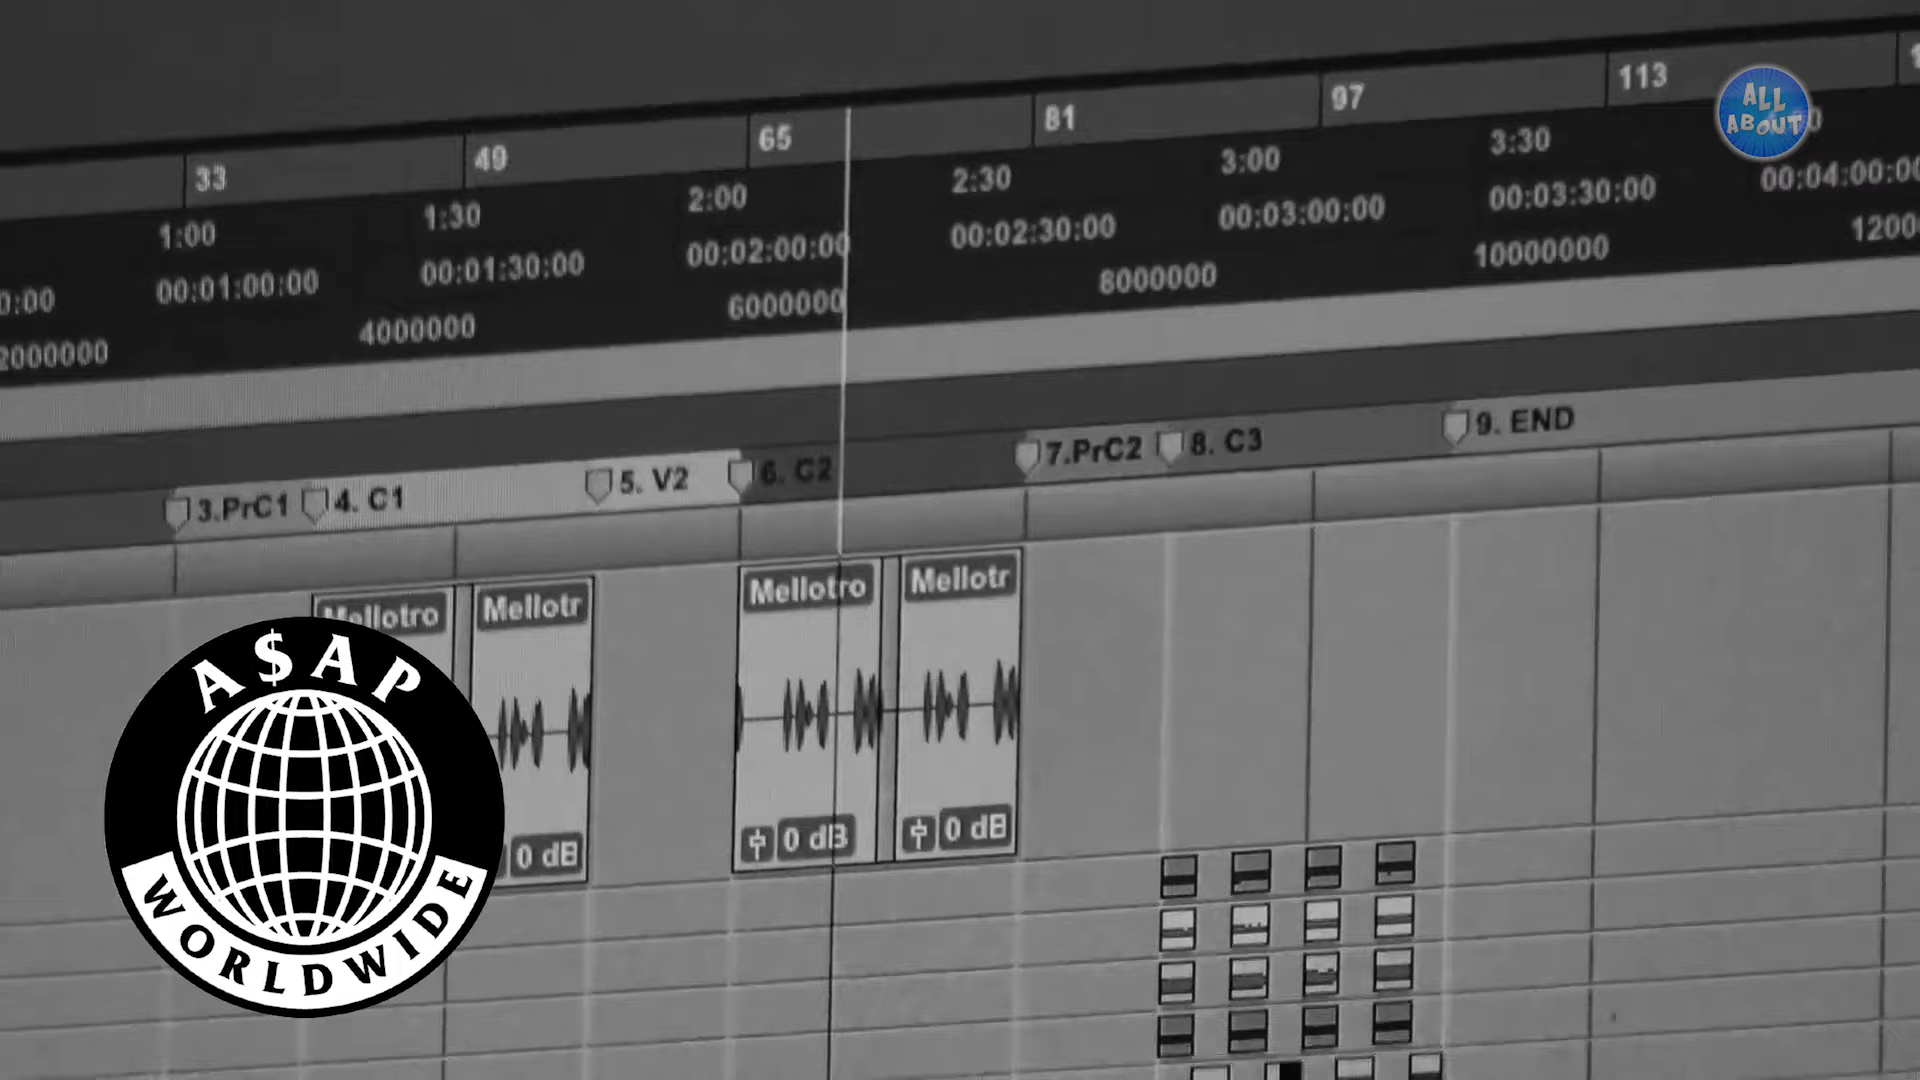 33 49 65 81 97 113
1:00 1:30 2:00 2:30 3:00 3:30
00:01:00:00 00:01:30:00 00:02:00:00 00:02:30:00 00:03:00:00 00:03:30:00 00:04:00:00
2000000 4000000 6000000 8000000 10000000
3.PrC1 4. C1 5. V2 6. C2 7.PrC2 8. C3 9. END
Mellotro Mellotr Mellotro Mellotr
0 dB 0 dB 0 dB
ALL
ABOUT
A$AP
WORLDWIDE